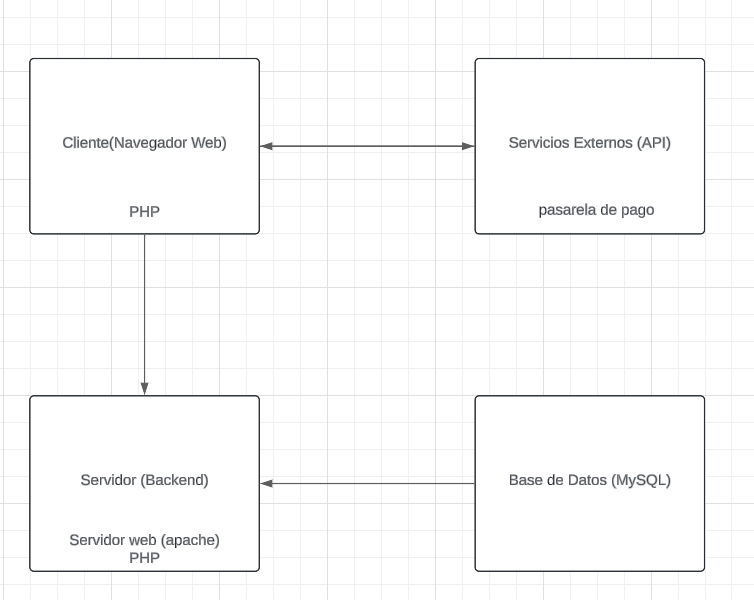 Cliente(Navegador Web)
PHP
Servicios Externos (API)
pasarela de pago
Servidor (Backend)
Servidor web (apache)
PHP
Base de Datos (MySQL)